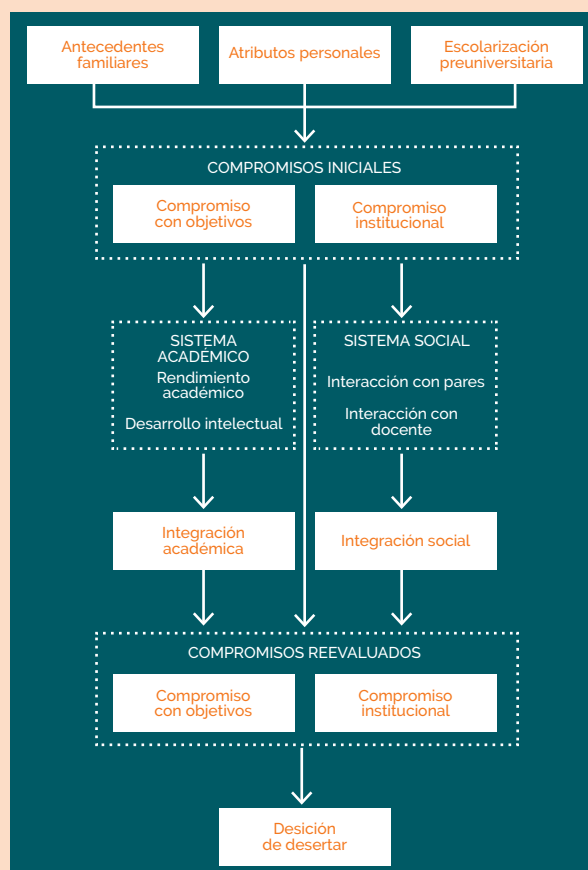 Antecedentes
familiares
Atributos personales
Escolarización
preuniversitaria
COMPROMISOS INICIALES
Compromiso
con objetivos
Compromiso
institucional
SISTEMA
ACADÉMICO
Rendimiento
académico
Desarrollo intelectual
SISTEMA SOCIAL
Interacción con pares
Interacción con
docente
Integración
académica
Integración social
COMPROMISOS REEVALUADOS
Compromiso
con objetivos
Compromiso
institucional
Desición
de desertar